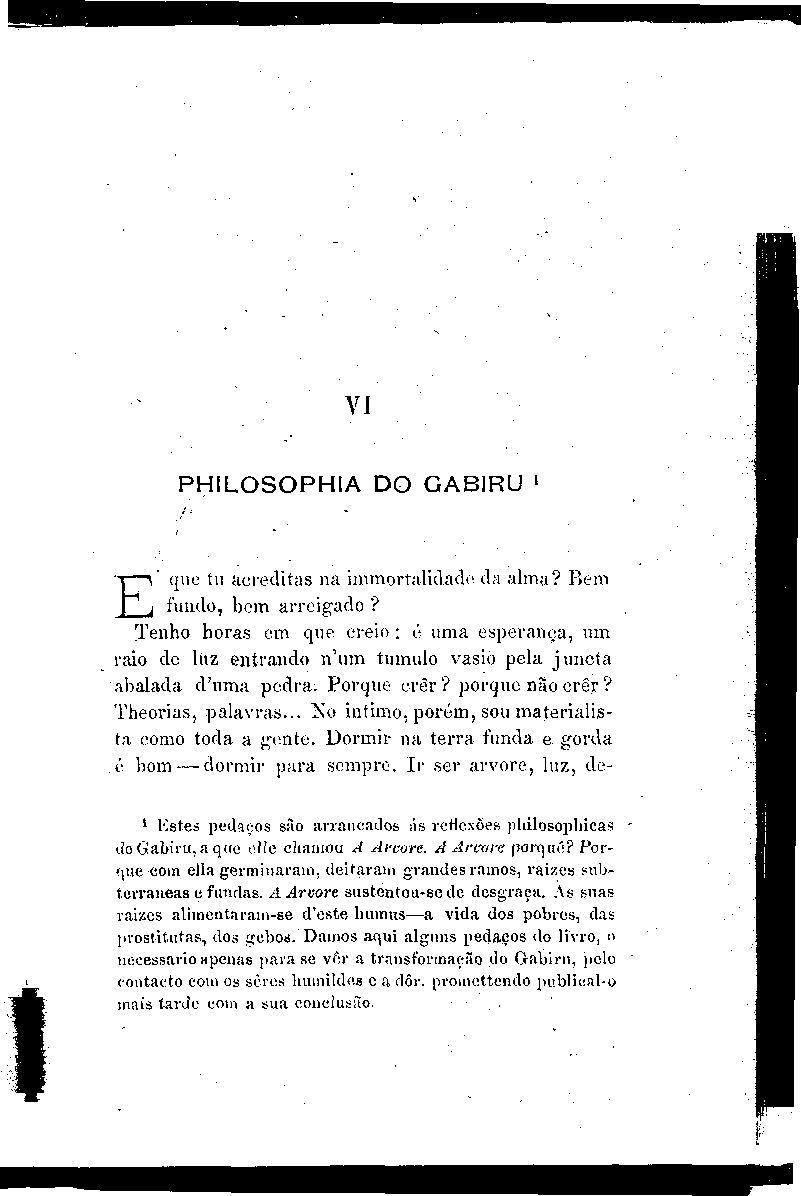 VI
PHILOSOPHIA DO GABIRU ¹
E' que tu acreditas na immortalidade da alma? Bem
fundo, bem arreigado?
Tenho horas em que creio: é uma esperança, um
raio de luz entrando n'um tumulo vasio pela juncta
abalada d'uma pedra. Porque crêr? porque não crêr?
Theorias, palavras... No intimo, porém, sou materialis-
ta como toda a gente. Dormir na terra funda e gorda
é bom — dormir para sempre. Ir ser arvore, luz, de-
¹ Estes pedaços são arrancados ás reflexões philosophicas
do Gabiru, a que elle chamou A Arvore. A Arvore porquê? Por-
que com ella germinaram, deitaram grandes ramos, raizes sub-
terraneas e fundas. A Arvore sustentou-se de desgraça. As suas
raizes alimentaram-se d'este humus—a vida dos pobres, das
prostitutas, dos gebos. Damos aqui alguns pedaços do livro, o
necessario apenas para se vêr a transformação do Gabiru, pelo
contacto com os sêres humildes e a dôr, promettendo publical-o
mais tarde com a sua conclusão.